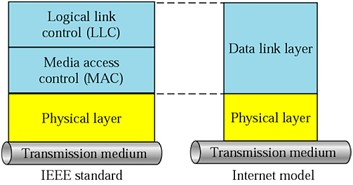 Logical link
control (LLC)
Data link layer
Media access
control (MAC)
Physical layer
Physical layer
Transmission medium
Transmission medium
IEEE standard
Internet model